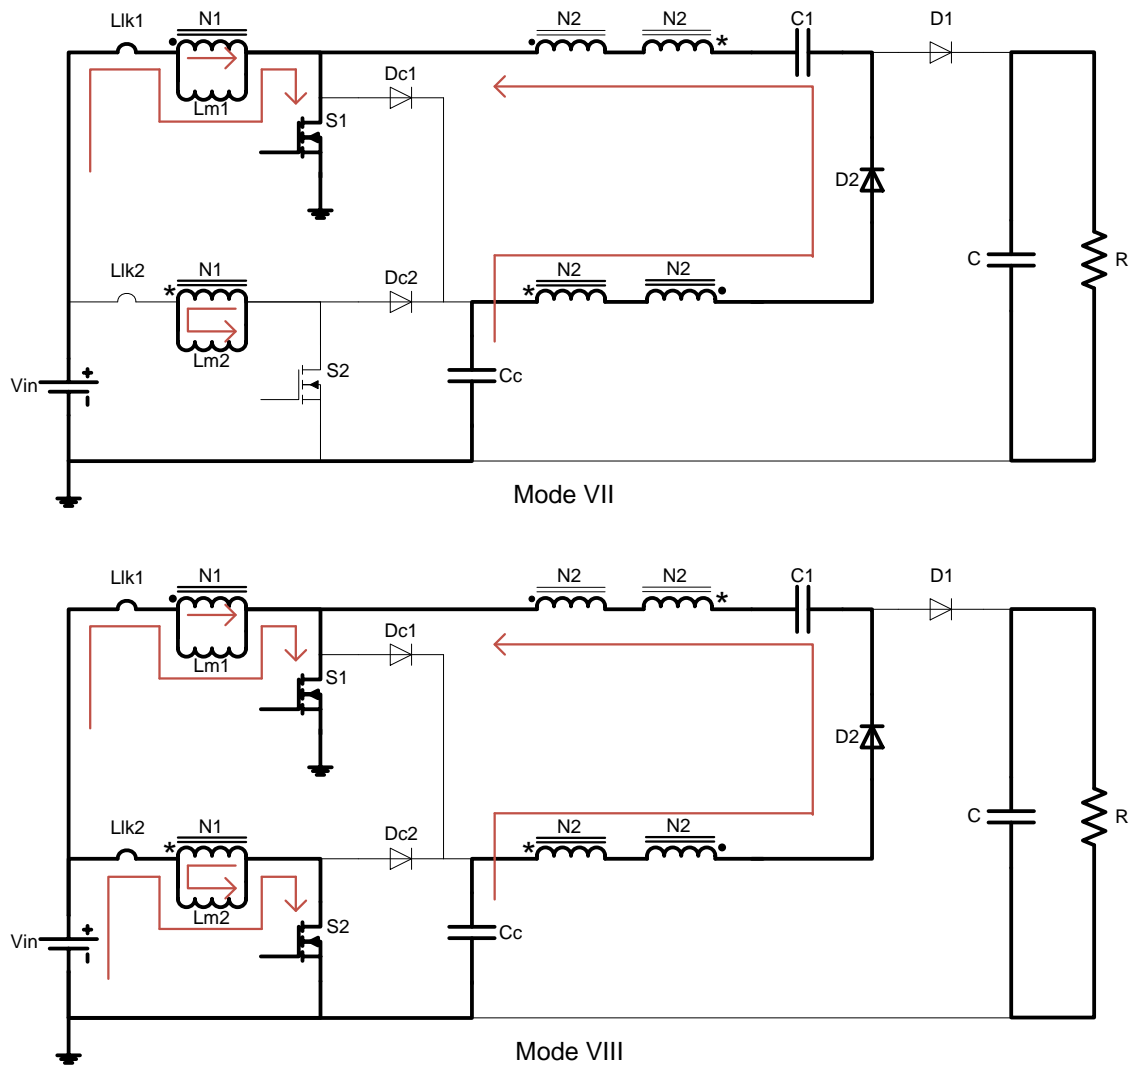 Llk1 N1 N2 N2 C1 D1
Lm1 Dc1
S1
D2
Llk2 N1 Dc2 N2 N2 C R
Lm2
Vin S2 Cc
Mode VII
Llk1 N1 N2 N2 C1 D1
Lm1 Dc1
S1
D2
Llk2 N1 Dc2 N2 N2 C R
Lm2
Vin S2 Cc
Mode VIII